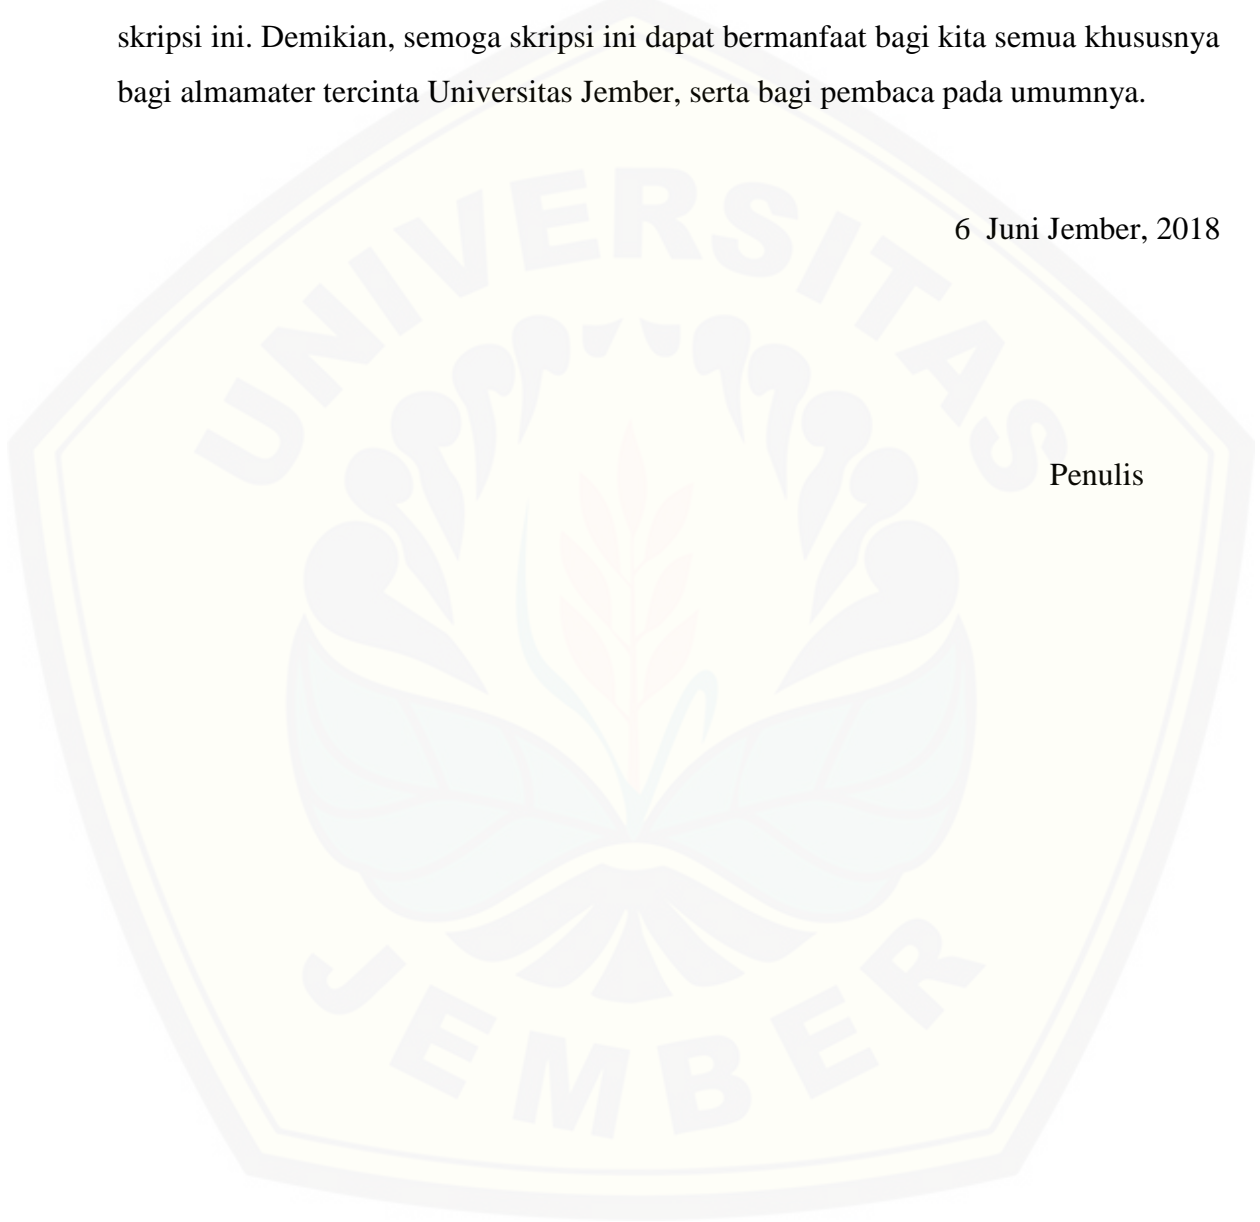 skripsi ini. Demikian, semoga skripsi ini dapat bermanfaat bagi kita semua khususnya
bagi almamater tercinta Universitas Jember, serta bagi pembaca pada umumnya.
6 Juni Jember, 2018
Penulis
UNIVERSITAS
JEMBER